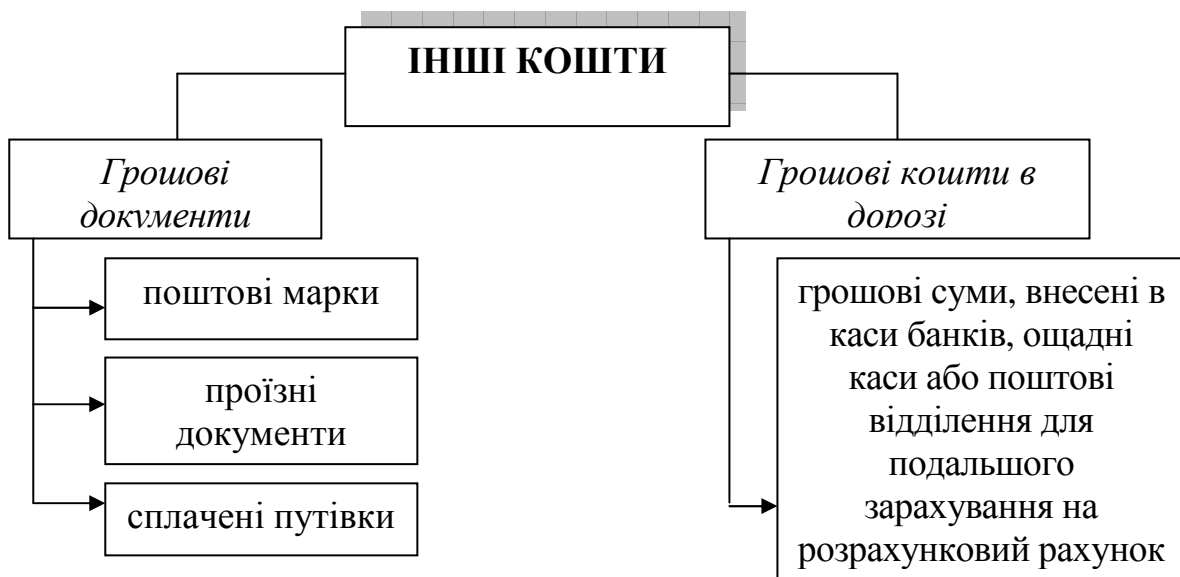 ІНШІ КОШТИ
Грошові
документи
поштові марки
проїзні
документи
сплачені путівки
Грошові кошти в
дорозі
грошові суми, внесені в
каси банків, ощадні
каси або поштові
відділення для
подальшого
зарахування на
розрахунковий рахунок